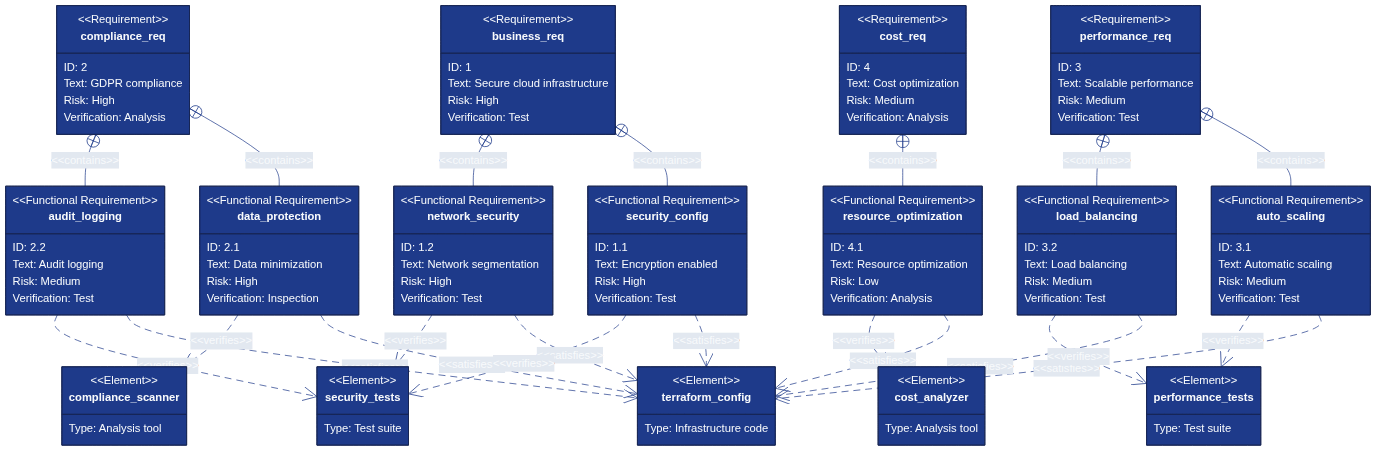 <<Requirement>>
compliance_req
ID: 2
Text: GDPR compliance
Risk: High
Verification: Analysis
<<Requirement>>
business_req
ID: 1
Text: Secure cloud infrastructure
Risk: High
Verification: Test
<<Requirement>>
cost_req
ID: 4
Text: Cost optimization
Risk: Medium
Verification: Analysis
<<Requirement>>
performance_req
ID: 3
Text: Scalable performance
Risk: Medium
Verification: Test
<<contains>>
<<contains>>
<<contains>>
<<contains>>
<<contains>>
<<contains>>
<<contains>>
<<Functional Requirement>>
audit_logging
ID: 2.2
Text: Audit logging
Risk: Medium
Verification: Test
<<Functional Requirement>>
data_protection
ID: 2.1
Text: Data minimization
Risk: High
Verification: Inspection
<<Functional Requirement>>
network_security
ID: 1.2
Text: Network segmentation
Risk: High
Verification: Test
<<Functional Requirement>>
security_config
ID: 1.1
Text: Encryption enabled
Risk: High
Verification: Test
<<Functional Requirement>>
resource_optimization
ID: 4.1
Text: Resource optimization
Risk: Low
Verification: Analysis
<<Functional Requirement>>
load_balancing
ID: 3.2
Text: Load balancing
Risk: Medium
Verification: Test
<<Functional Requirement>>
auto_scaling
ID: 3.1
Text: Automatic scaling
Risk: Medium
Verification: Test
<<verifies>>
<<verifies>>
<<satisfies>>
<<verifies>>
<<verifies>>
<<satisfies>>
<<verifies>>
<<satisfies>>
<<verifies>>
<<satisfies>>
<<Element>>
compliance_scanner
Type: Analysis tool
<<Element>>
security_tests
Type: Test suite
<<Element>>
terraform_config
Type: Infrastructure code
<<Element>>
cost_analyzer
Type: Analysis tool
<<Element>>
performance_tests
Type: Test suite